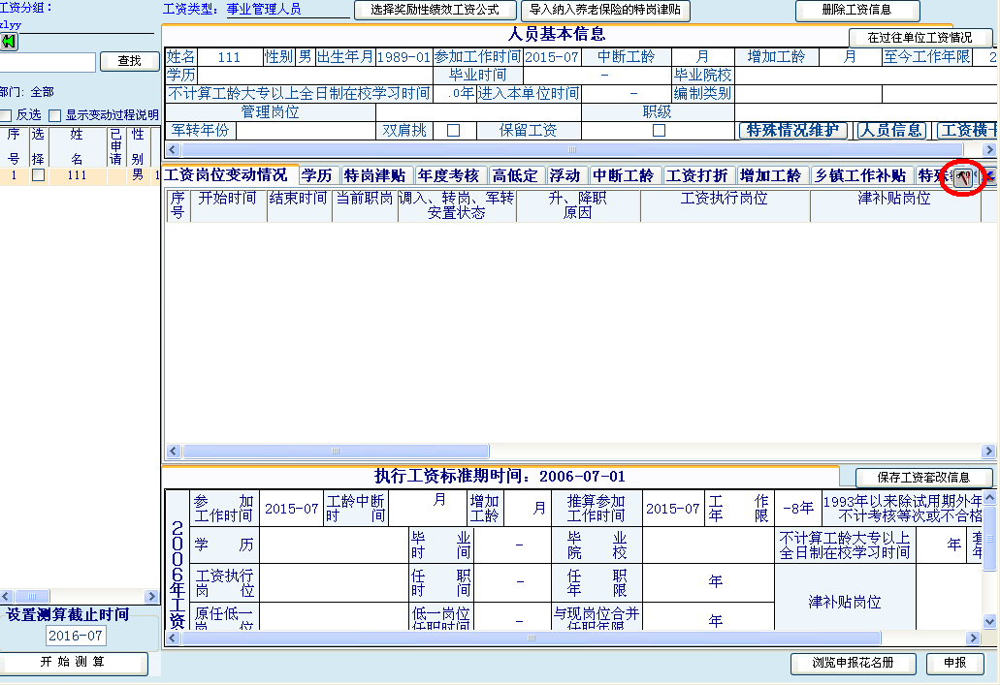 工资分组：
zlyy
查找
部门：全部
反选 显示变动过程说明
序号 选择 姓名 已申请 性别
1 111 男 1
设置测算截止时间
2016-07
开 始 测 算
工资类型：事业管理人员
选择奖励性绩效工资公式 导入纳入养老保险的特岗津贴 删除工资信息
人员基本信息
在过往单位工资情况
姓名 111 性别 男 出生年月 1989-01 参加工作时间 2015-07 中断工龄 月 增加工龄 月 至今工作年限 2
学历 毕业时间 – 毕业院校
不计算工龄大专以上全日制在校学习时间 .0年 进入本单位时间 – 编制类别
管理岗位 职级
军转年份 双肩挑 保留工资 特殊情况维护 人员信息 工资横
工资岗位变动情况 学历 特岗津贴 年度考核 高低定 浮动 中断工龄 工资打折 增加工龄 乡镇工作补贴 特殊
序号 开始时间 结束时间 当前职岗 调入、转岗、军转安置状态 升、降职原因 工资执行岗位 津补贴岗位
执行工资标准期时间：2006-07-01
保存工资套改信息
2006年工资
参加工作时间 2015-07 工龄中断时间 月 增加工龄 月 推算参加工作时间 2015-07 工作年限 -8年 1993年以来除试用期外年不计考核等次或不合格
学历 毕业时间 – 毕业院校 不计算工龄大专以上全日制在校学习时间 年 套年
工资执行岗位 任职时间 – 任职年限 年 津补贴岗位
原任低一岗位 低一岗位任职时间 – 与现岗位合并任职年限 年
浏览申报花名册 申报